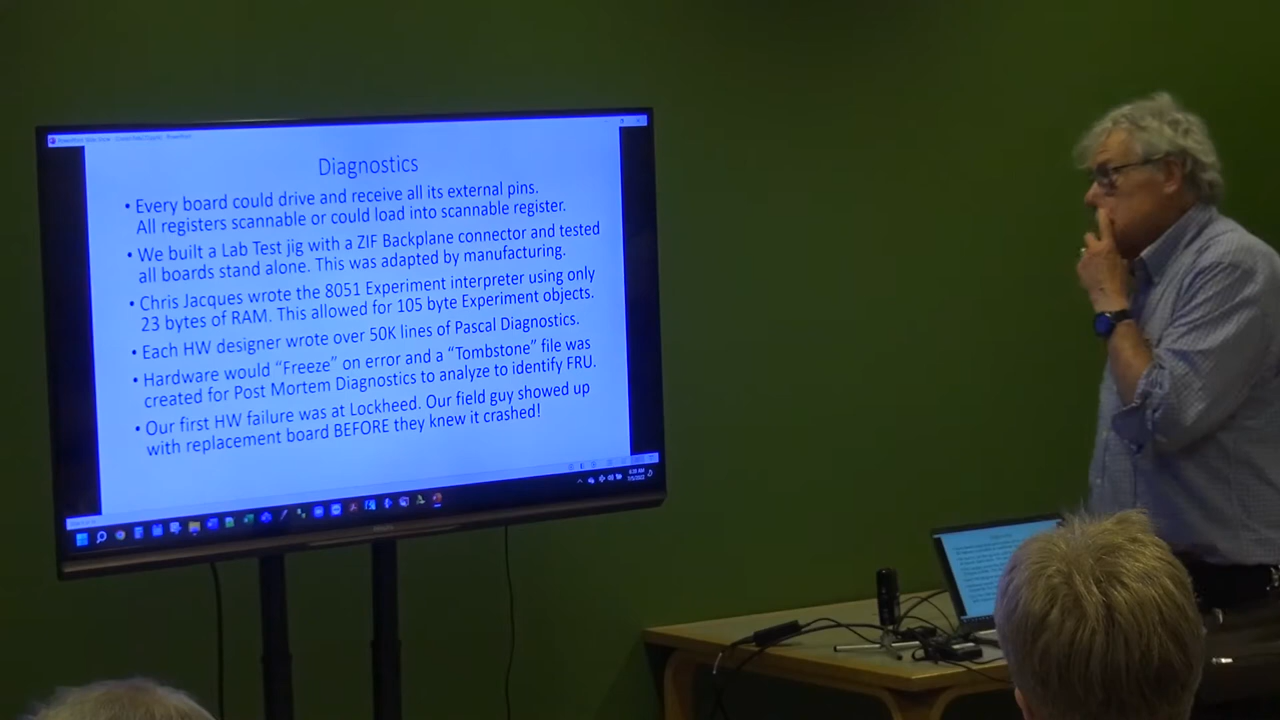 Diagnostics
• Every board could drive and receive all its external pins.
All registers scannable or could load into scannable register.
• We built a Lab Test jig with a ZIF Backplane connector and tested
all boards stand alone. This was adapted by manufacturing.
• Chris Jacques wrote the 8051 Experiment interpreter using only
23 bytes of RAM. This allowed for 105 byte Experiment objects.
• Each HW designer wrote over 50K lines of Pascal Diagnostics.
• Hardware would “Freeze” on error and a “Tombstone” file was
created for Post Mortem Diagnostics to analyze to identify FRU.
• Our first HW failure was at Lockheed. Our field guy showed up
with replacement board BEFORE they knew it crashed!